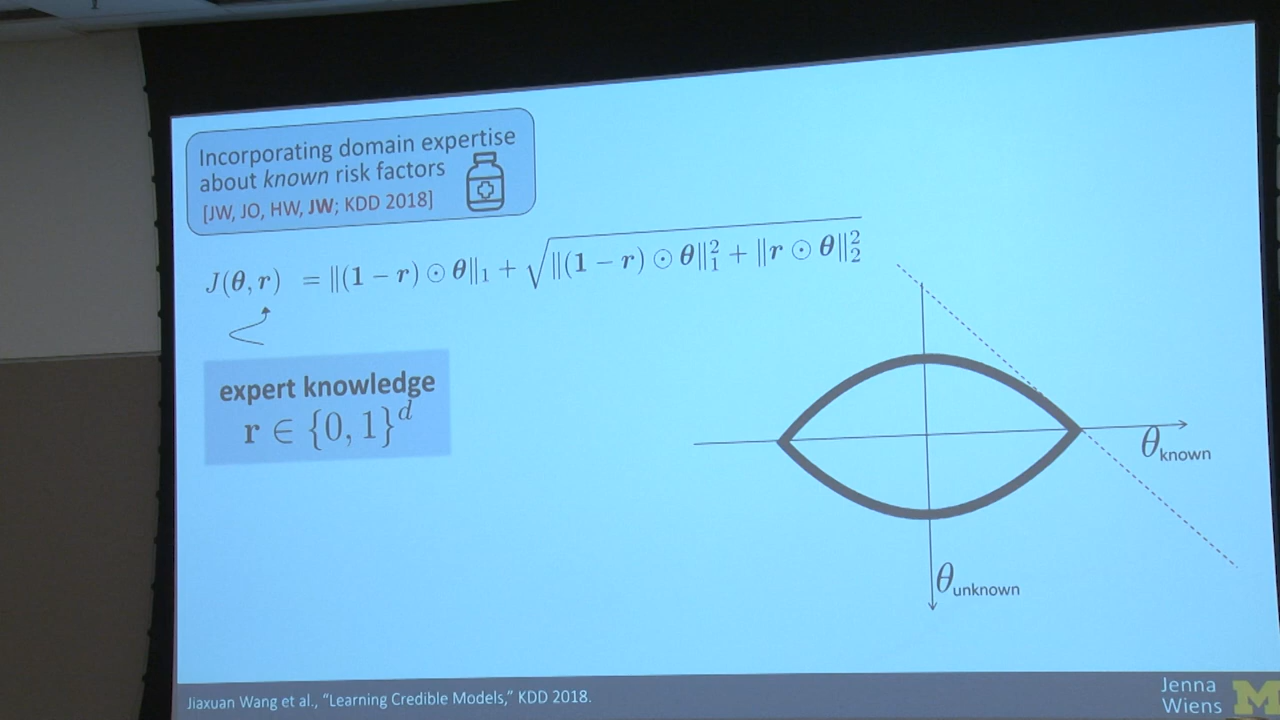 Incorporating domain expertise
about known risk factors
[JW, JO, HW, JW; KDD 2018]
J(θ, r) = ‖(1 − r) ⊙ θ‖₁ + √(‖(1 − r) ⊙ θ‖₁² + ‖r ⊙ θ‖₂²)
expert knowledge
r ∈ {0, 1}ᵈ
θknown
θunknown
Jiaxuan Wang et al., “Learning Credible Models,” KDD 2018.
Jenna
Wiens
M